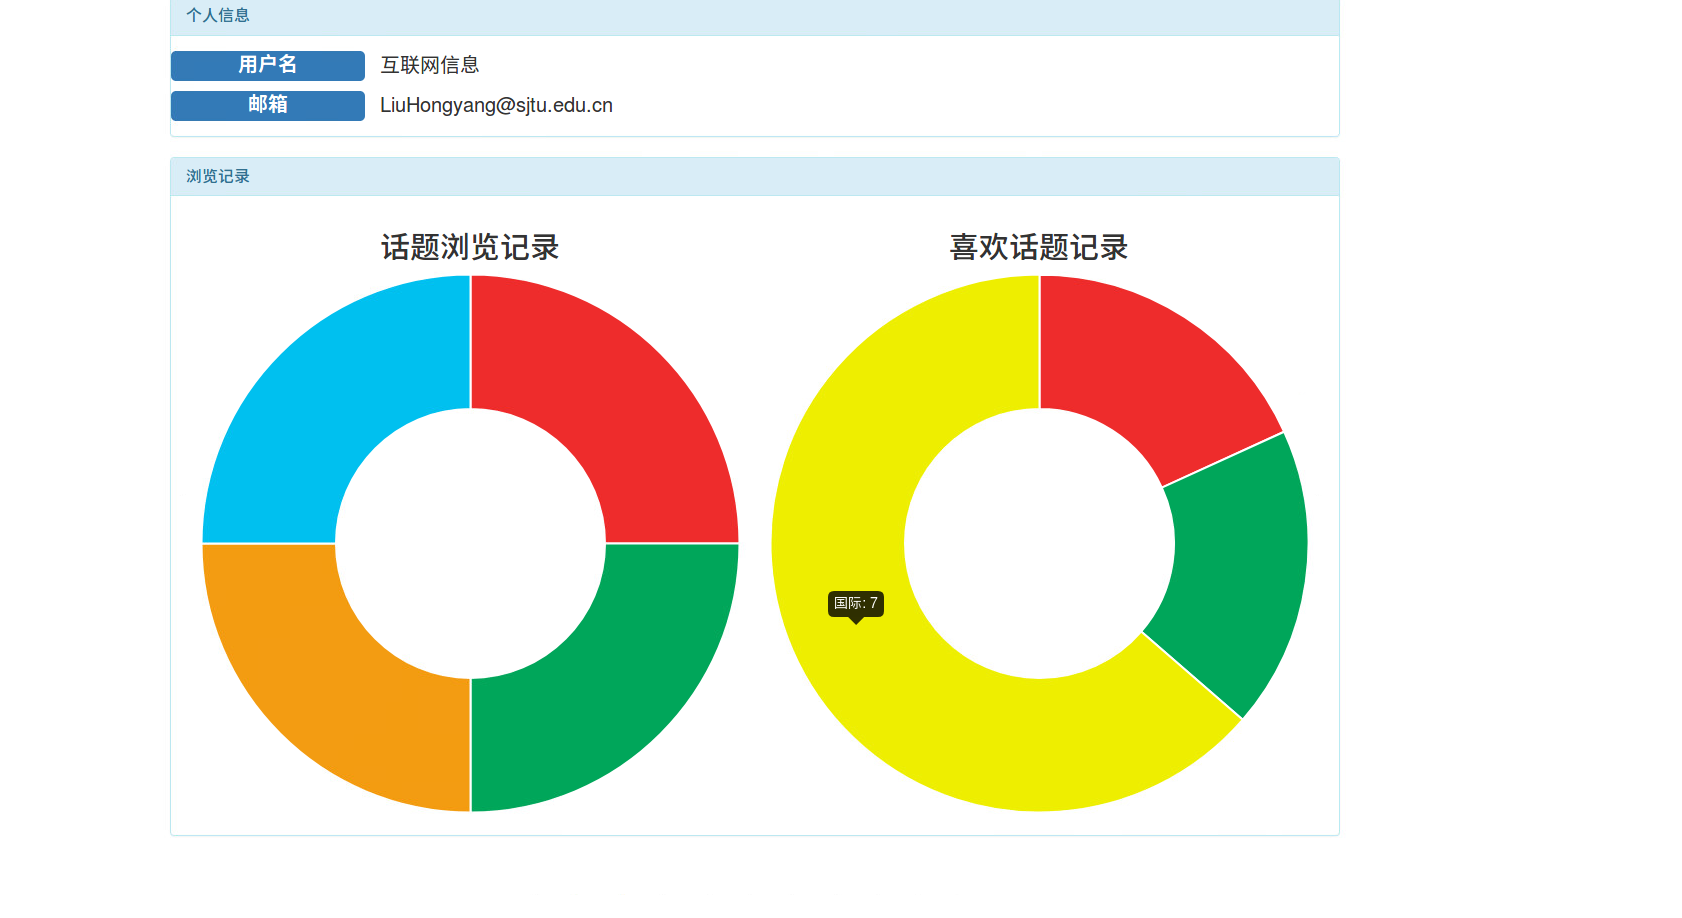 个人信息
用户名 互联网信息
邮箱 LiuHongyang@sjtu.edu.cn
浏览记录
话题浏览记录 喜欢话题记录
国际: 7